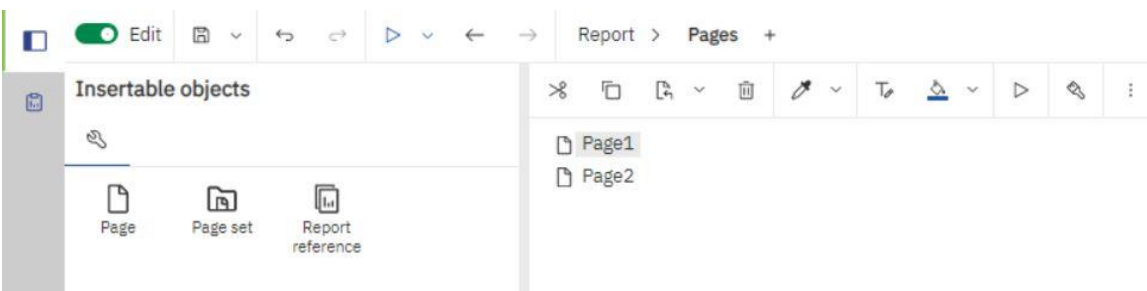 Edit
Report > Pages +
Insertable objects
Page1
Page2
Page
Page set
Report
reference